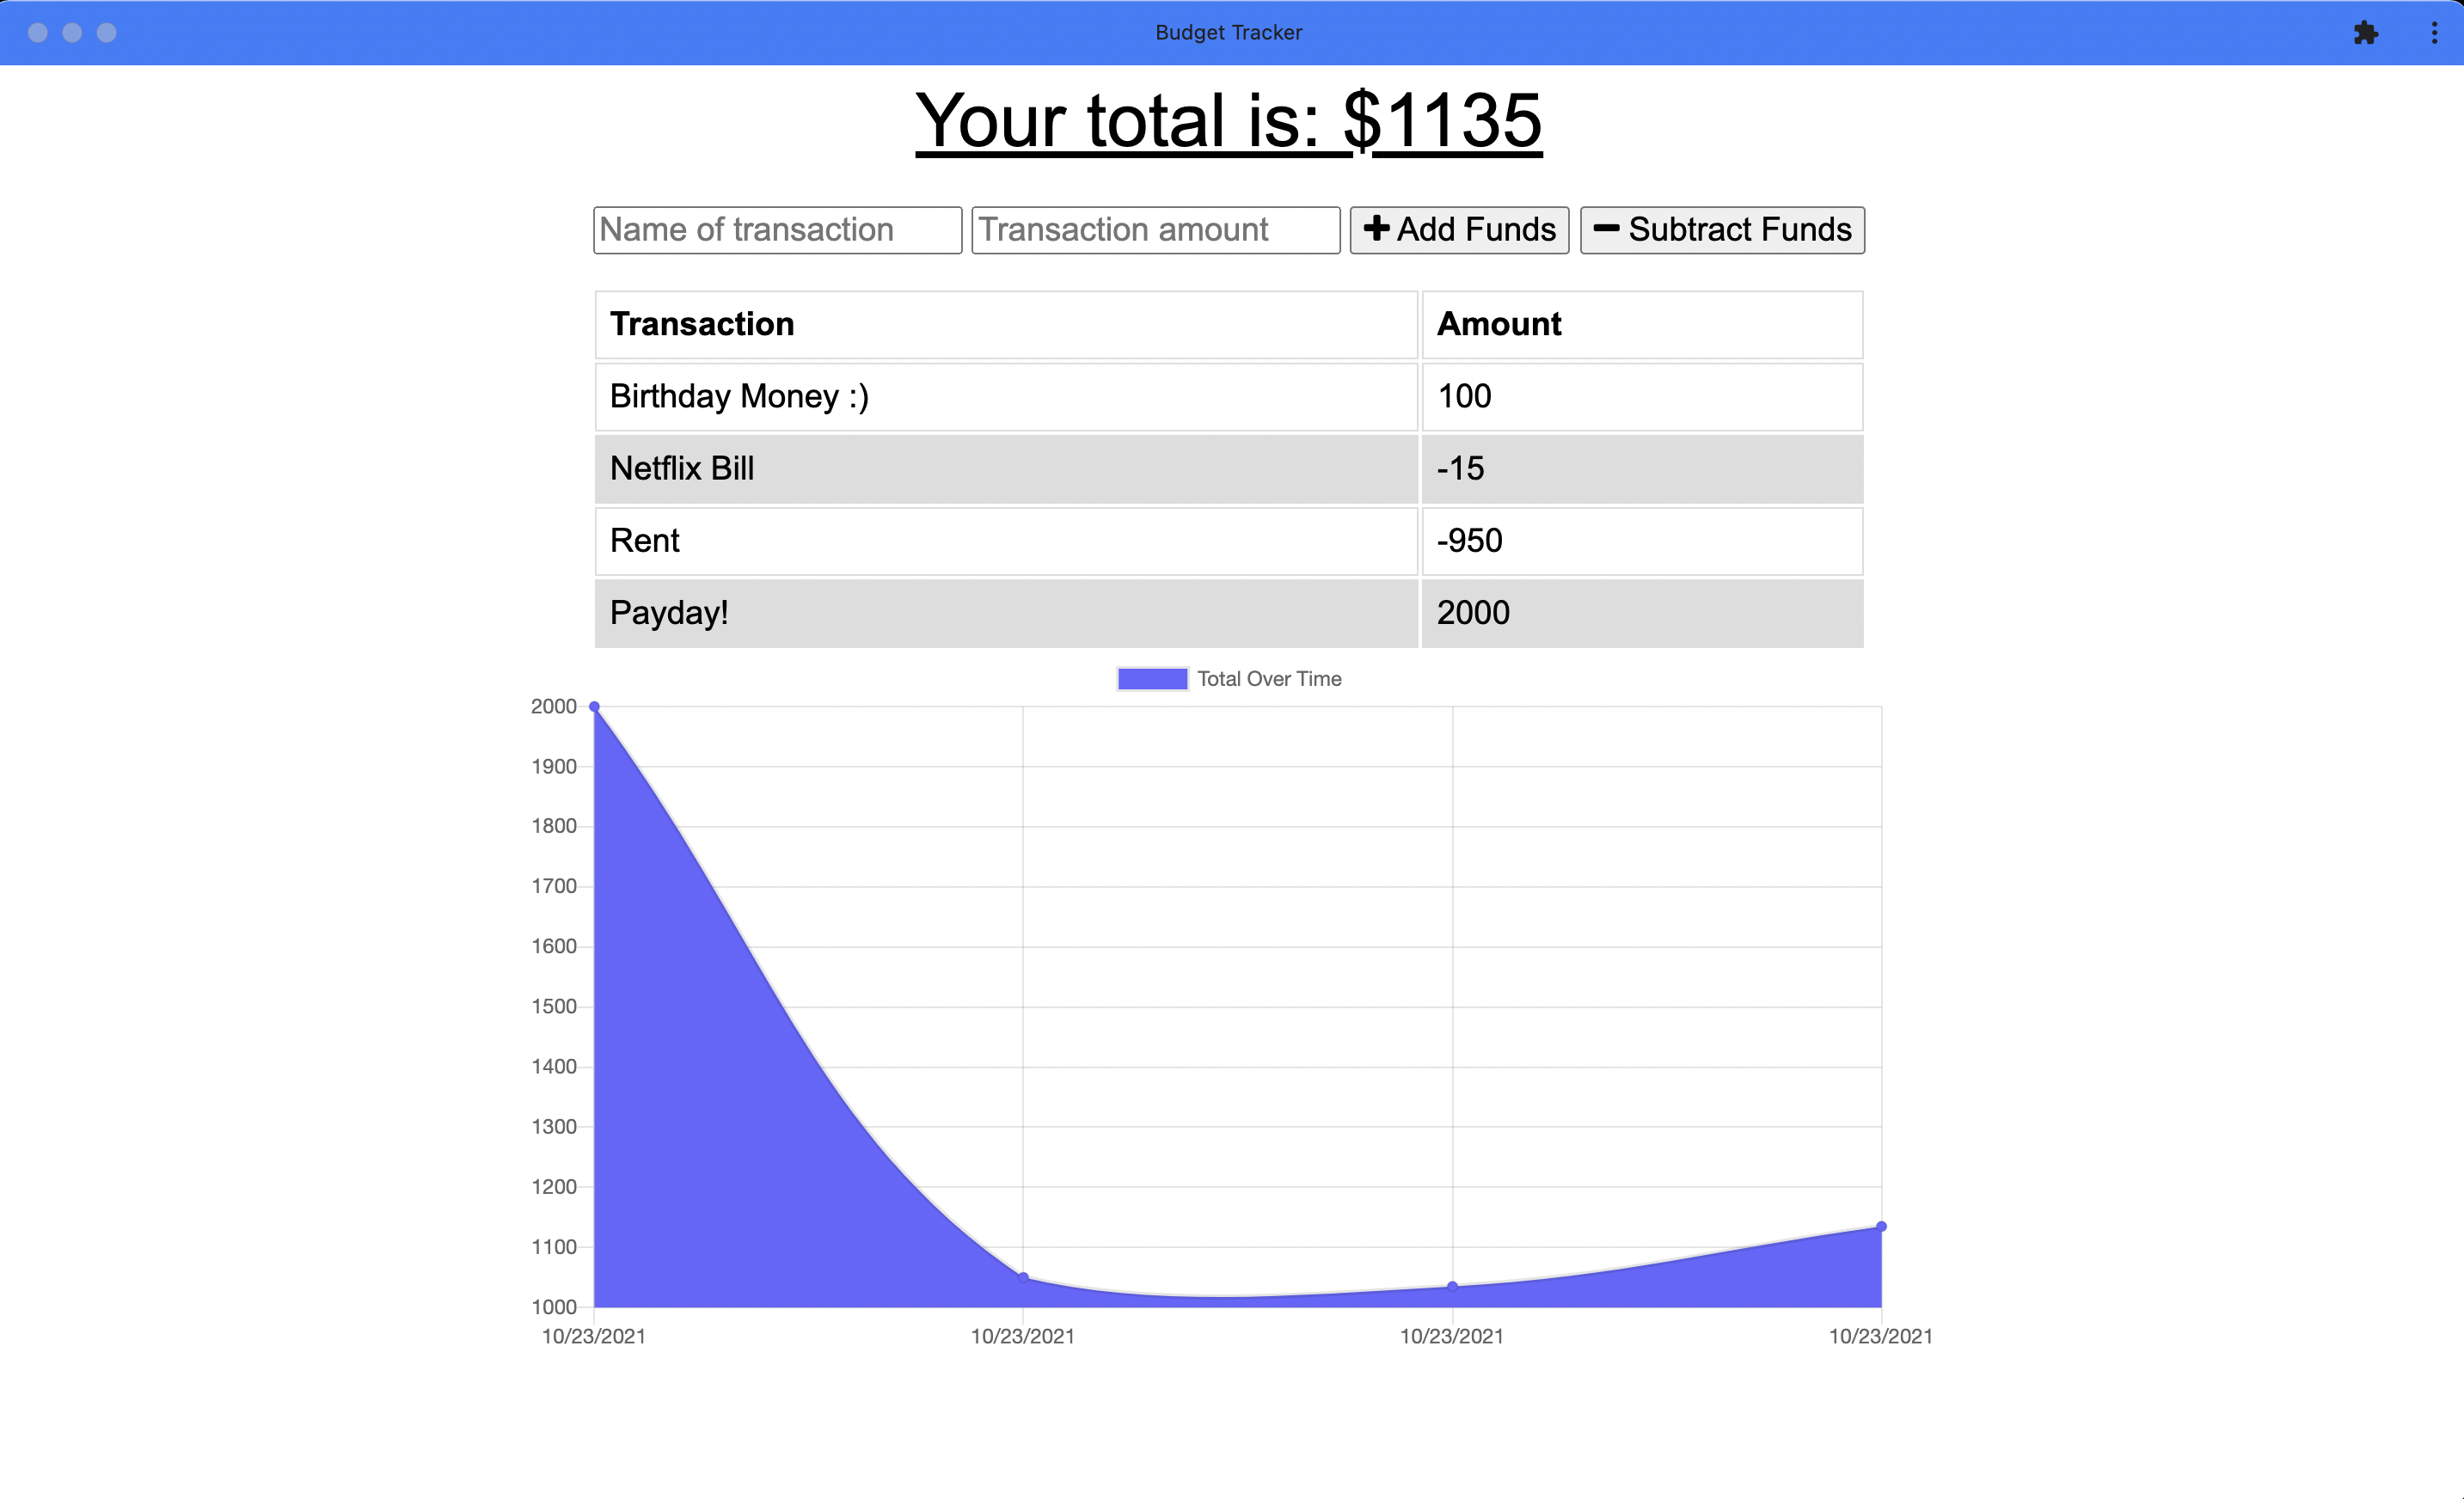 Budget Tracker
Your total is: $1135
Name of transaction Transaction amount Add Funds Subtract Funds
Transaction Amount
Birthday Money :) 100
Netflix Bill -15
Rent -950
Payday! 2000
Total Over Time
2000
1900
1800
1700
1600
1500
1400
1300
1200
1100
1000
10/23/2021 10/23/2021 10/23/2021 10/23/2021